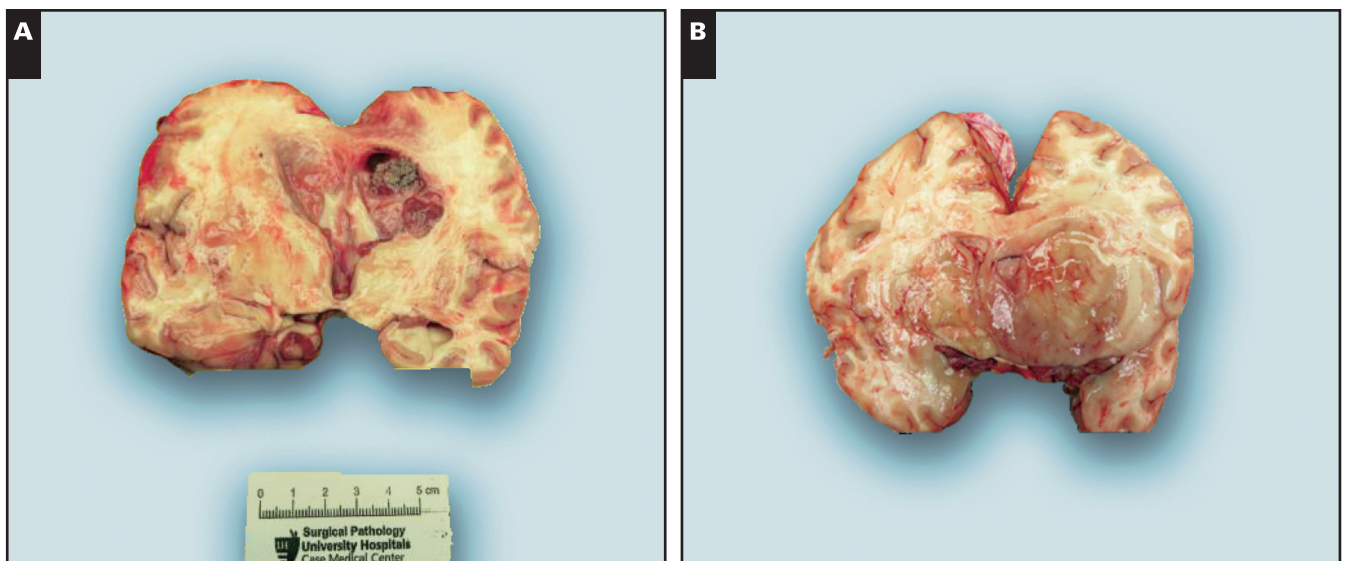 A
B
0 1 2 3 4 5 cm
Surgical Pathology
University Hospitals
Case Medical Center